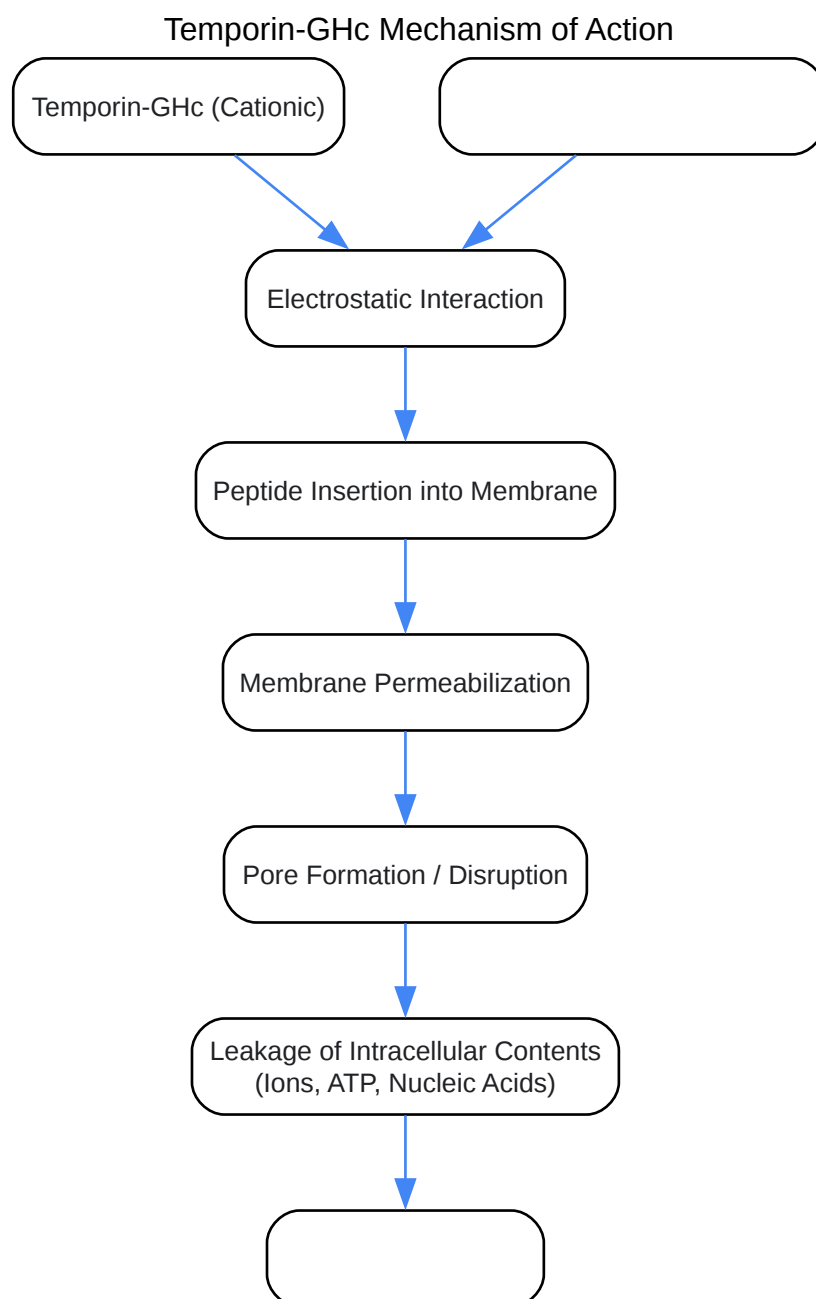 Temporin-GHc Mechanism of Action
Temporin-GHc (Cationic)
Electrostatic Interaction
Peptide Insertion into Membrane
Membrane Permeabilization
Pore Formation / Disruption
Leakage of Intracellular Contents
(Ions, ATP, Nucleic Acids)